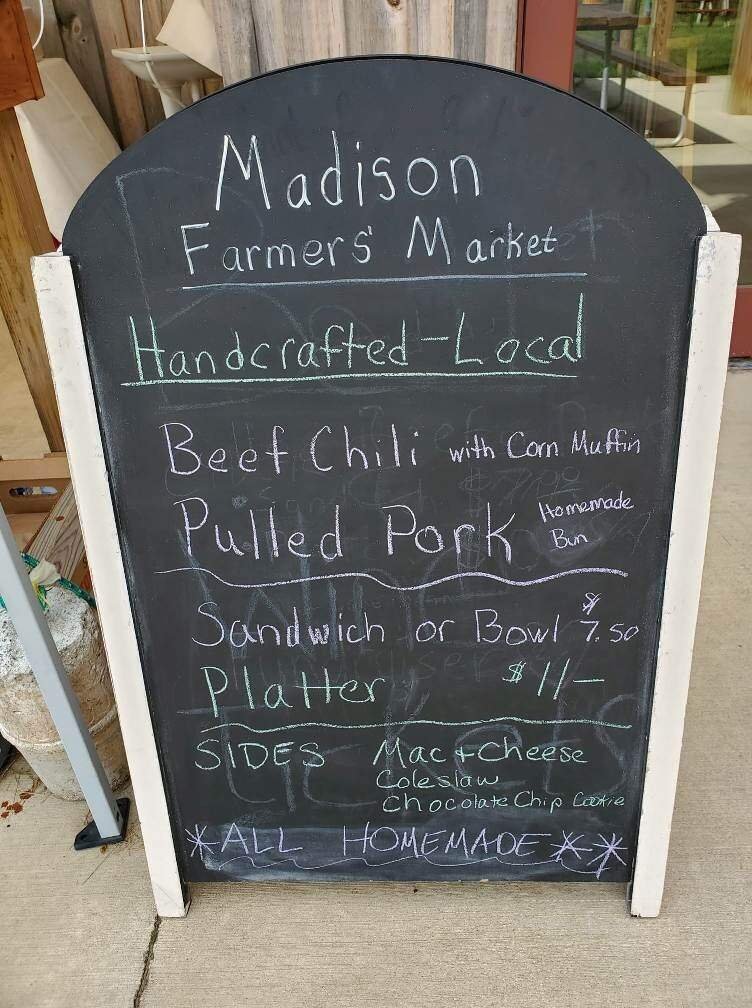 Madison
Farmers' Market
Handcrafted-Local
Beef Chili with Corn Muffin
Pulled Pork Homemade
Bun
Sandwich or Bowl $7.50
Platter $11-
SIDES Mac + Cheese
Coleslaw
Chocolate Chip Cookie
*ALL HOMEMADE **